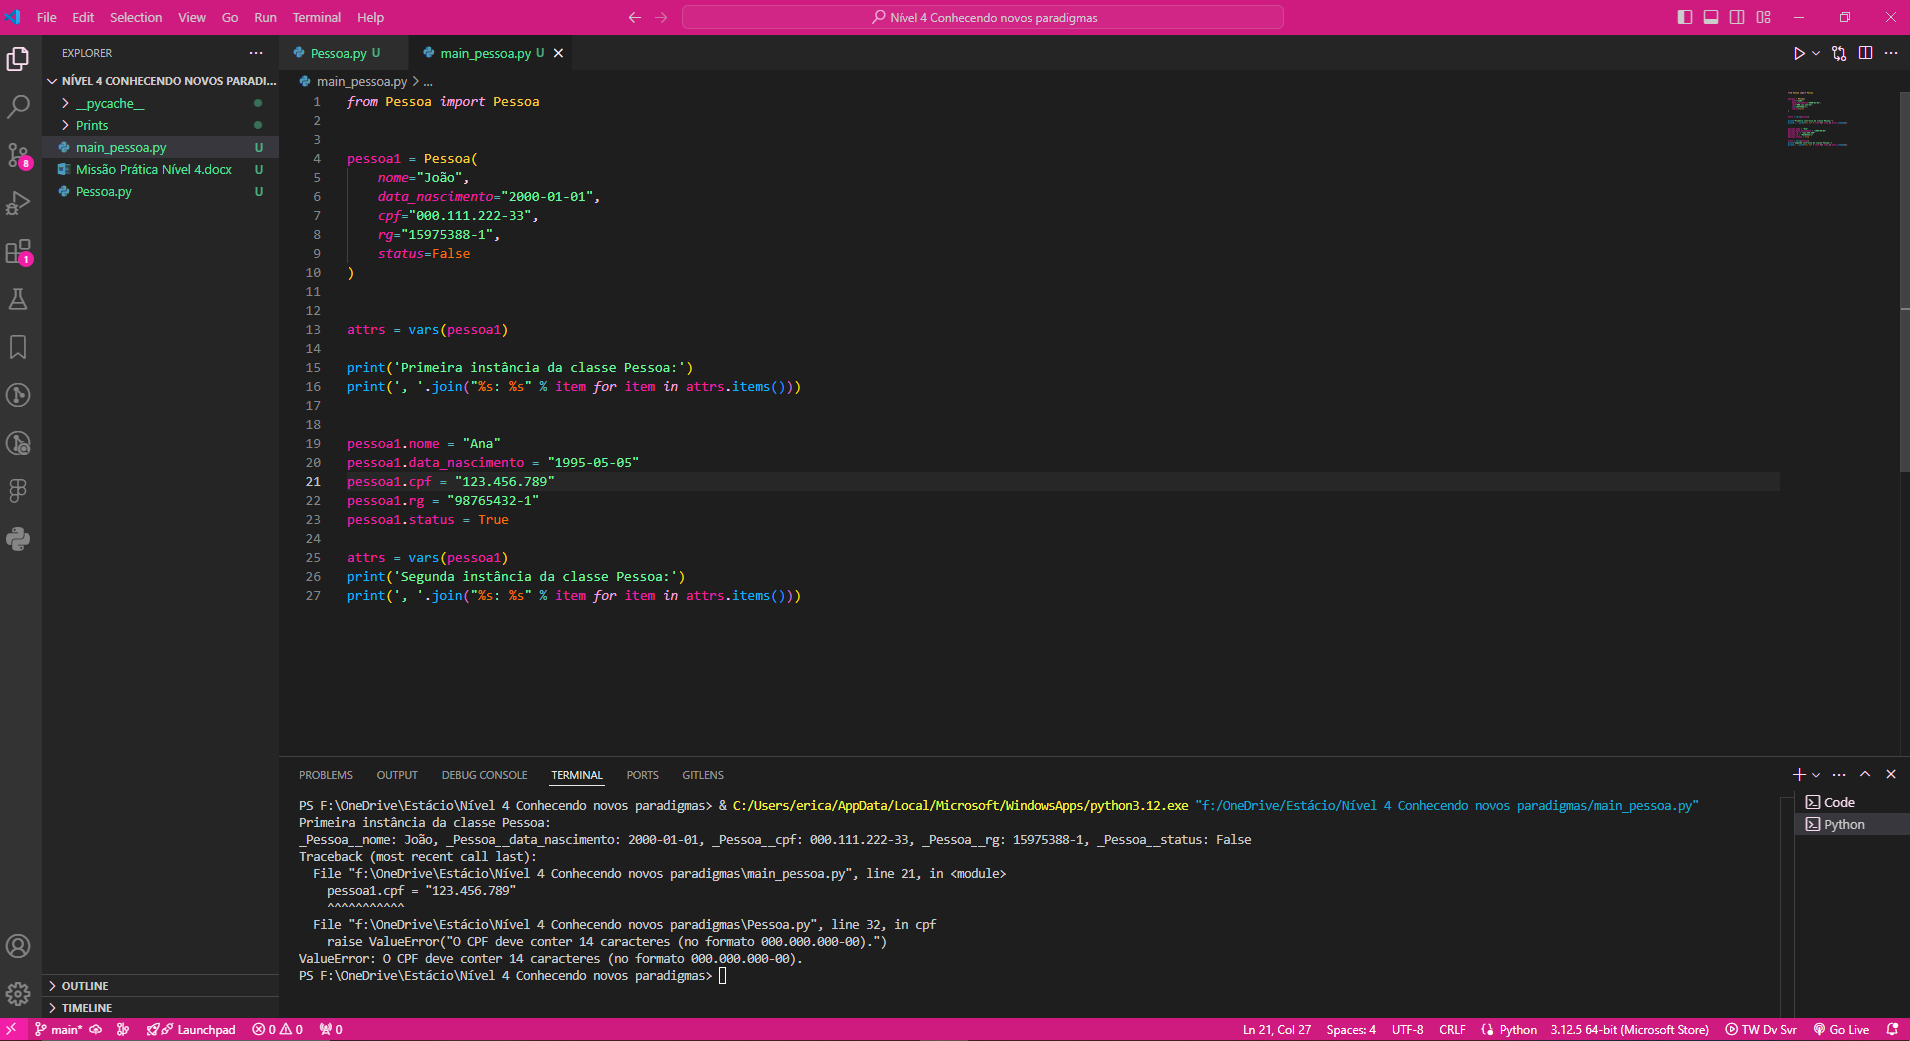 File Edit Selection View Go Run Terminal Help
Nível 4 Conhecendo novos paradigmas
EXPLORER
NÍVEL 4 CONHECENDO NOVOS PARADI...
__pycache__
Prints
main_pessoa.py U
Missão Prática Nível 4.docx U
Pessoa.py U
8
1
OUTLINE
TIMELINE
Pessoa.py U main_pessoa.py U
main_pessoa.py > ...
1 from Pessoa import Pessoa
2
3
4 pessoa1 = Pessoa(
5 nome="João",
6 data_nascimento="2000-01-01",
7 cpf="000.111.222-33",
8 rg="15975388-1",
9 status=False
10 )
11
12
13 attrs = vars(pessoa1)
14
15 print('Primeira instância da classe Pessoa:')
16 print(', '.join("%s: %s" % item for item in attrs.items()))
17
18
19 pessoa1.nome = "Ana"
20 pessoa1.data_nascimento = "1995-05-05"
21 pessoa1.cpf = "123.456.789"
22 pessoa1.rg = "98765432-1"
23 pessoa1.status = True
24
25 attrs = vars(pessoa1)
26 print('Segunda instância da classe Pessoa:')
27 print(', '.join("%s: %s" % item for item in attrs.items()))
PROBLEMS OUTPUT DEBUG CONSOLE TERMINAL PORTS GITLENS
PS F:\OneDrive\Estácio\Nível 4 Conhecendo novos paradigmas> & C:/Users/erica/AppData/Local/Microsoft/WindowsApps/python3.12.exe "f:/OneDrive/Estácio/Nível 4 Conhecendo novos paradigmas/main_pessoa.py"
Primeira instância da classe Pessoa:
_Pessoa__nome: João, _Pessoa__data_nascimento: 2000-01-01, _Pessoa__cpf: 000.111.222-33, _Pessoa__rg: 15975388-1, _Pessoa__status: False
Traceback (most recent call last):
File "f:\OneDrive\Estácio\Nível 4 Conhecendo novos paradigmas\main_pessoa.py", line 21, in <module>
pessoa1.cpf = "123.456.789"
^^^^^^^^^^^
File "f:\OneDrive\Estácio\Nível 4 Conhecendo novos paradigmas\Pessoa.py", line 32, in cpf
raise ValueError("O CPF deve conter 14 caracteres (no formato 000.000.000-00).")
ValueError: O CPF deve conter 14 caracteres (no formato 000.000.000-00).
PS F:\OneDrive\Estácio\Nível 4 Conhecendo novos paradigmas>
Code
Python
main* Launchpad 0 0 0 Ln 21, Col 27 Spaces: 4 UTF-8 CRLF Python 3.12.5 64-bit (Microsoft Store) TW Dv Svr Go Live